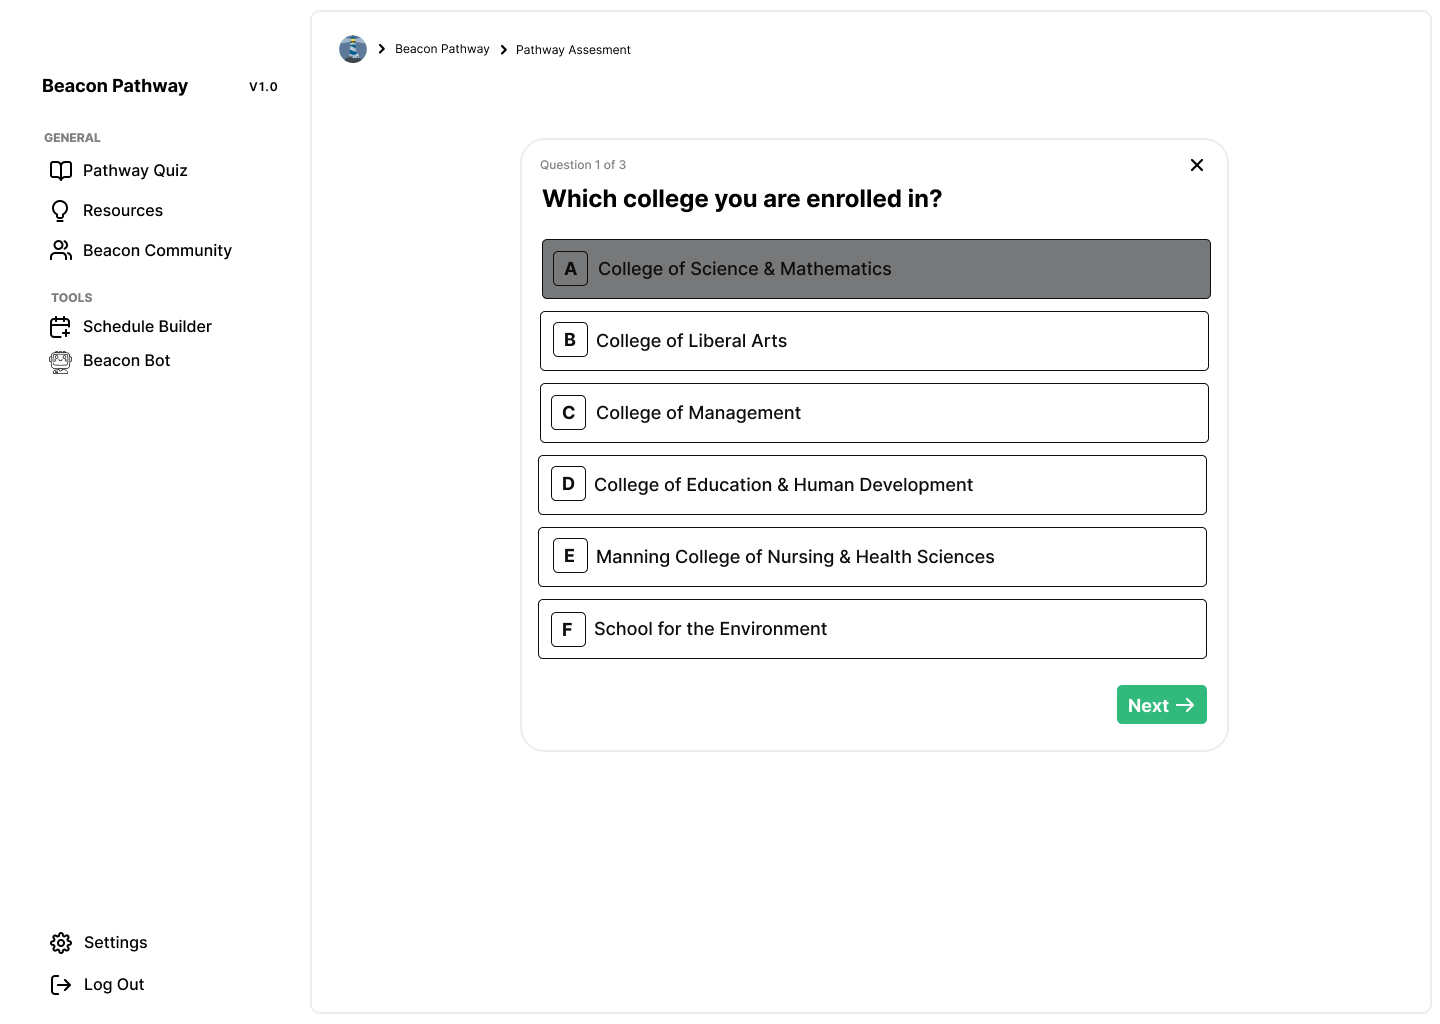 Beacon Pathway
V1.0
GENERAL
Pathway Quiz
Resources
Beacon Community
TOOLS
Schedule Builder
Beacon Bot
Settings
Log Out
Beacon Pathway
Pathway Assesment
Question 1 of 3
Which college you are enrolled in?
A College of Science & Mathematics
B College of Liberal Arts
C College of Management
D College of Education & Human Development
E Manning College of Nursing & Health Sciences
F School for the Environment
Next